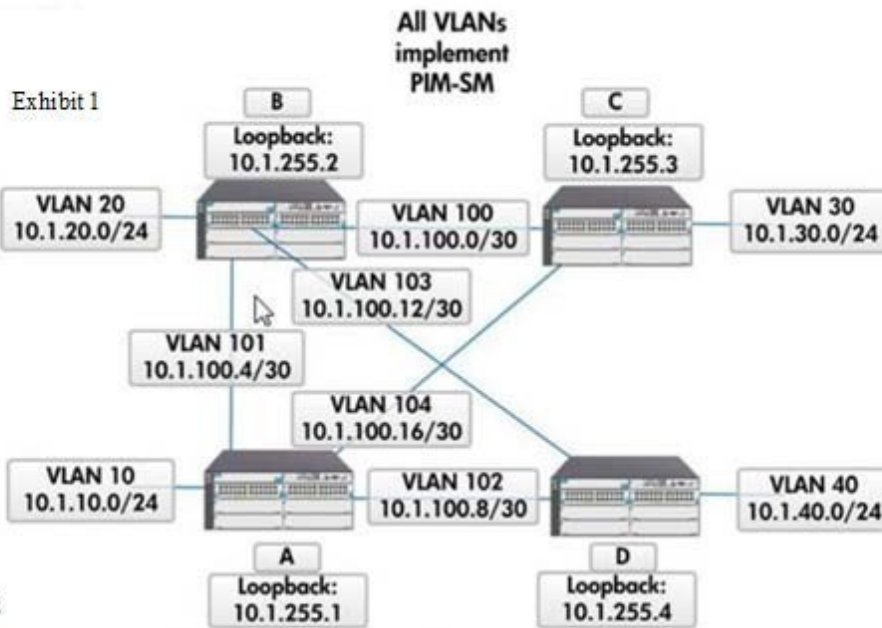 All VLANs
implement
PIM-SM
Exhibit 1
B
Loopback:
10.1.255.2
C
Loopback:
10.1.255.3
VLAN 20
10.1.20.0/24
VLAN 100
10.1.100.0/30
VLAN 30
10.1.30.0/24
VLAN 103
10.1.100.12/30
VLAN 101
10.1.100.4/30
VLAN 104
10.1.100.16/30
VLAN 10
10.1.10.0/24
VLAN 102
10.1.100.8/30
VLAN 40
10.1.40.0/24
A
Loopback:
10.1.255.1
D
Loopback:
10.1.255.4